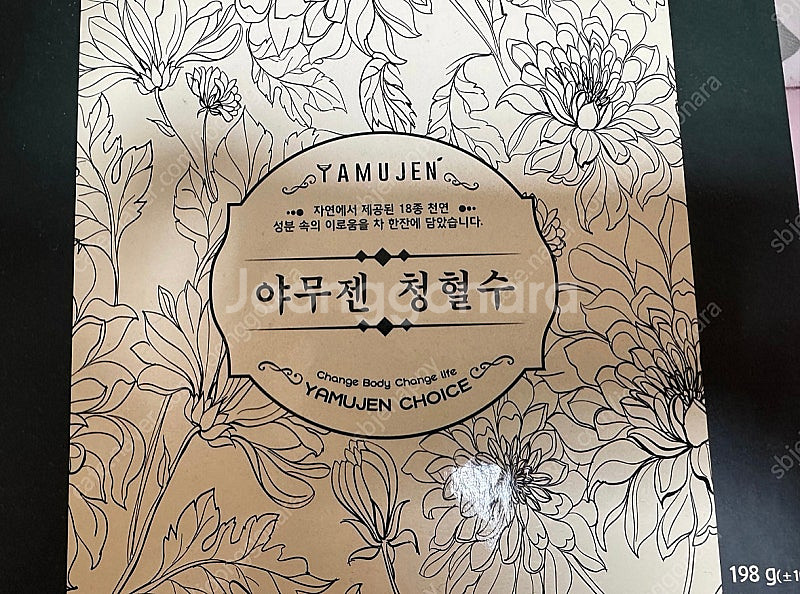 YAMUJEN
자연에서 제공된 18종 천연
성분 속의 이로움을 차 한잔에 담았습니다.
야무젠 청혈수
Joonggonara
Change Body Change life
YAMUJEN CHOICE
198 g(±1